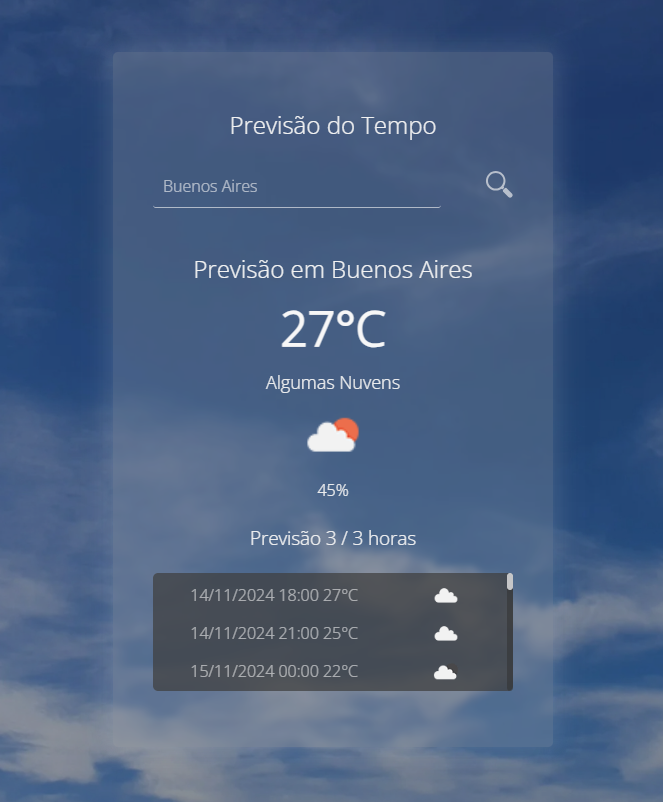 Previsão do Tempo
Buenos Aires
Previsão em Buenos Aires
27°C
Algumas Nuvens
45%
Previsão 3 / 3 horas
14/11/2024 18:00 27°C
14/11/2024 21:00 25°C
15/11/2024 00:00 22°C